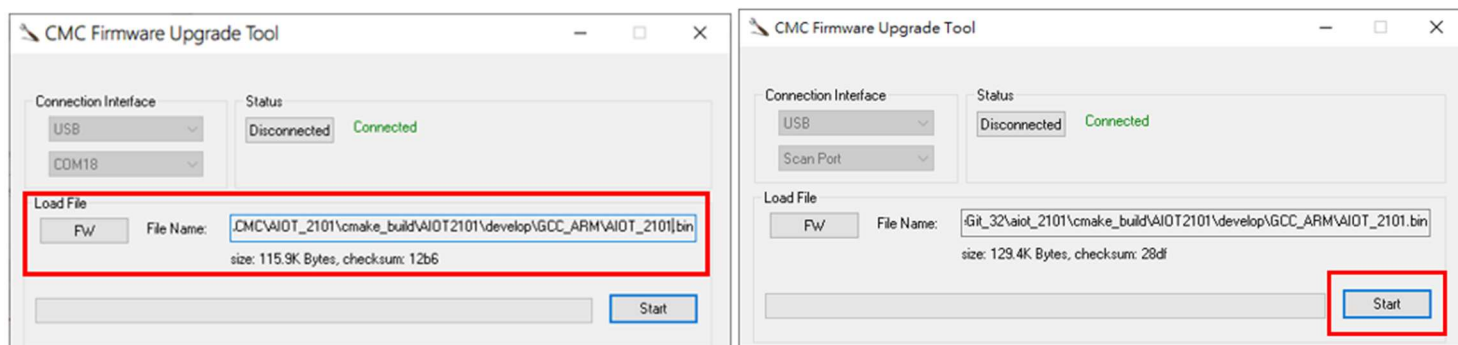 CMC Firmware Upgrade Tool
Connection Interface
Status
USB
Disconnected
Connected
COM18
Load File
FW
File Name:
.CMC\AIOT_2101\cmake_build\AIOT2101\develop\GCC_ARM\AIOT_2101.bin
size: 115.9K Bytes, checksum: 12b6
Start
CMC Firmware Upgrade Tool
Connection Interface
Status
USB
Disconnected
Connected
Scan Port
Load File
FW
File Name:
:Git_32\aiot_2101\cmake_build\AIOT2101\develop\GCC_ARM\AIOT_2101.bin
size: 129.4K Bytes, checksum: 28df
Start